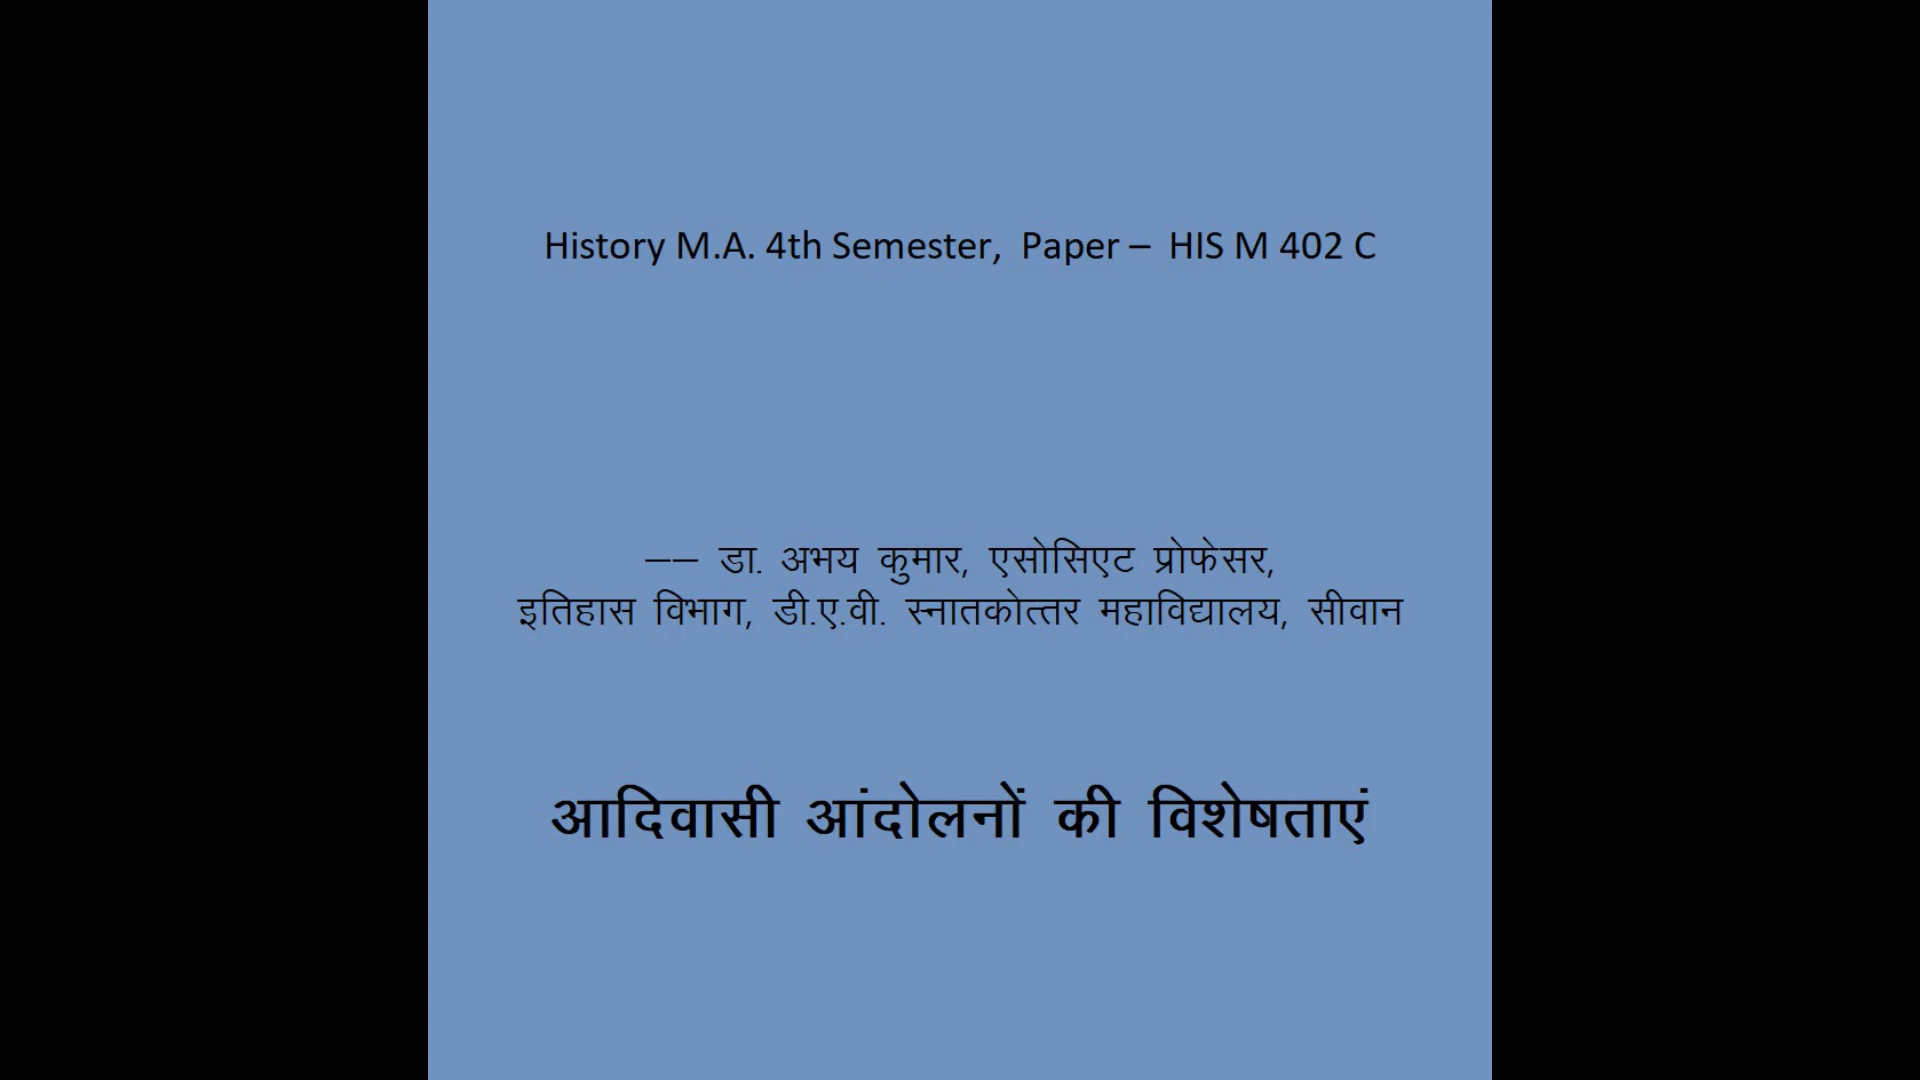 History M.A. 4th Semester,  Paper –  HIS M 402 C
–– डा. अभय कुमार, एसोसिएट प्रोफेसर,
इतिहास विभाग, डी.ए.वी. स्नातकोत्तर महाविद्यालय, सीवान
आदिवासी आंदोलनों की विशेषताएं